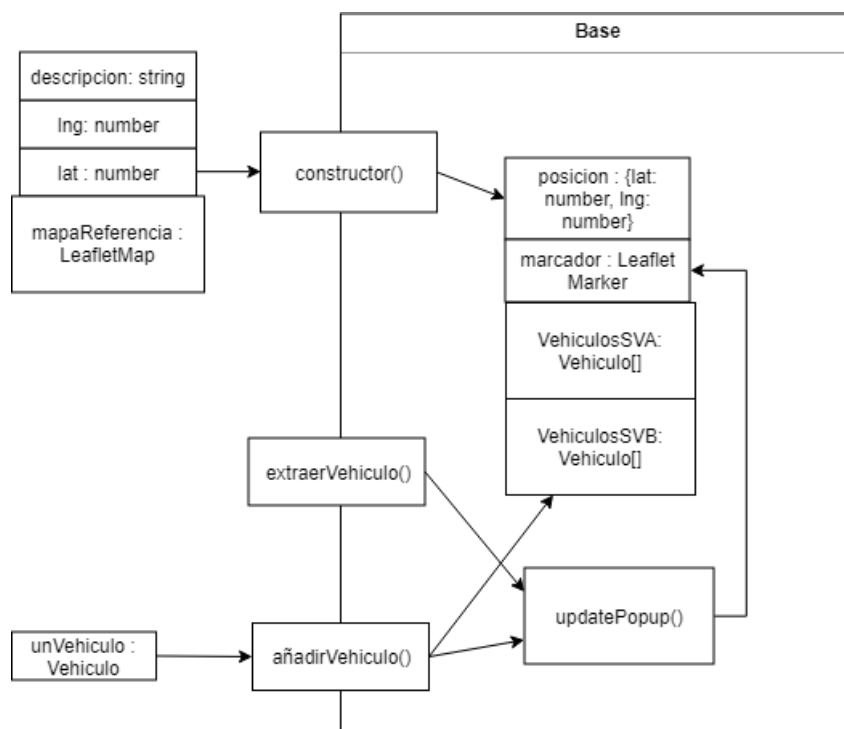 Base
descripcion: string
lng: number
lat : number
mapaReferencia :
LeafletMap
constructor()
posicion : {lat:
number, lng:
number}
marcador : Leaflet
Marker
VehiculosSVA:
Vehiculo[]
VehiculosSVB:
Vehiculo[]
extraerVehiculo()
updatePopup()
unVehiculo :
Vehiculo
añadirVehiculo()